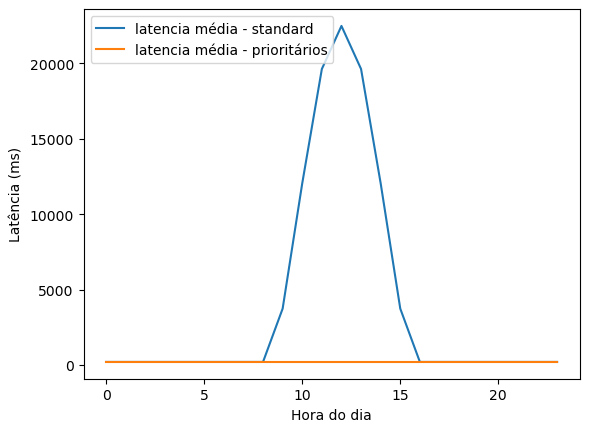 latencia média - standard
latencia média - prioritários
20000
15000
10000
5000
0
Latência (ms)
0 5 10 15 20
Hora do dia